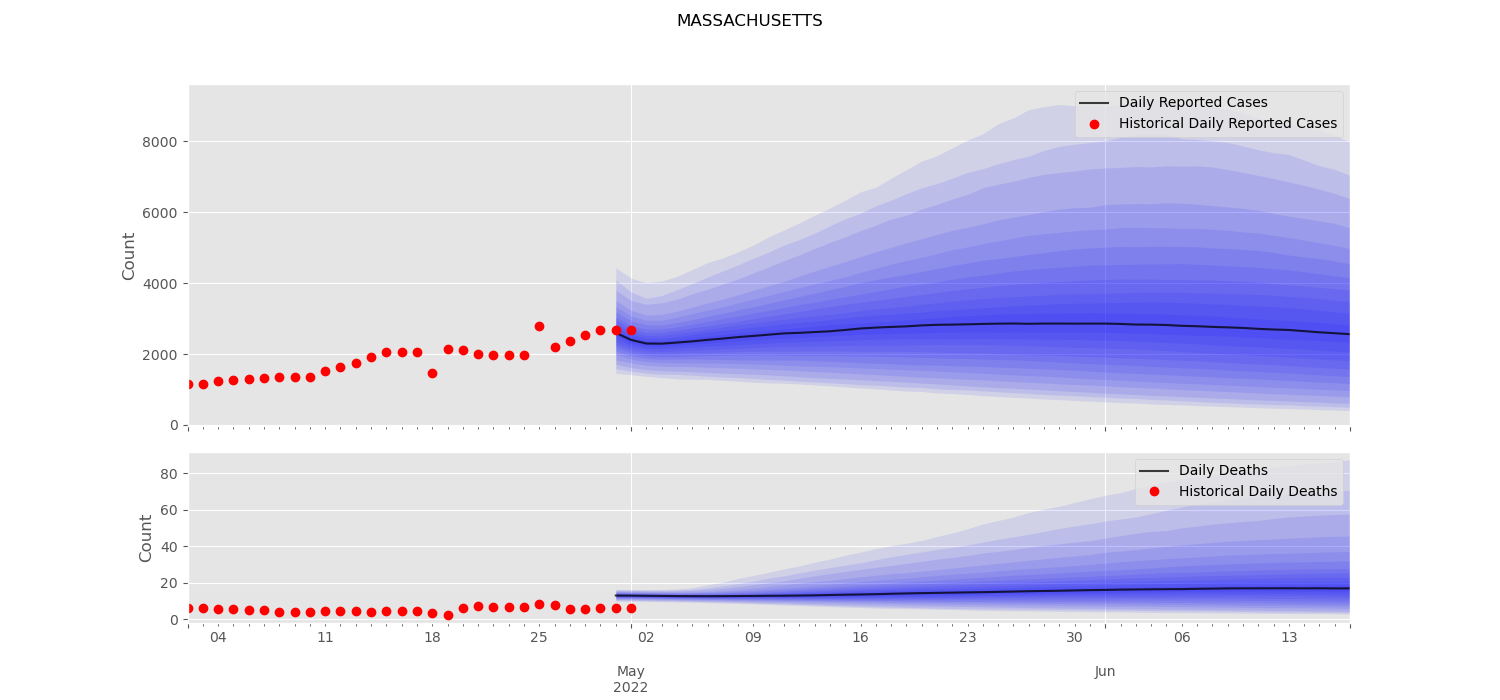 MASSACHUSETTS
Count
8000
6000
4000
2000
0
Daily Reported Cases
Historical Daily Reported Cases
Count
80
60
40
20
0
Daily Deaths
Historical Daily Deaths
04 11 18 25 02 09 16 23 30 06 13
May Jun
2022